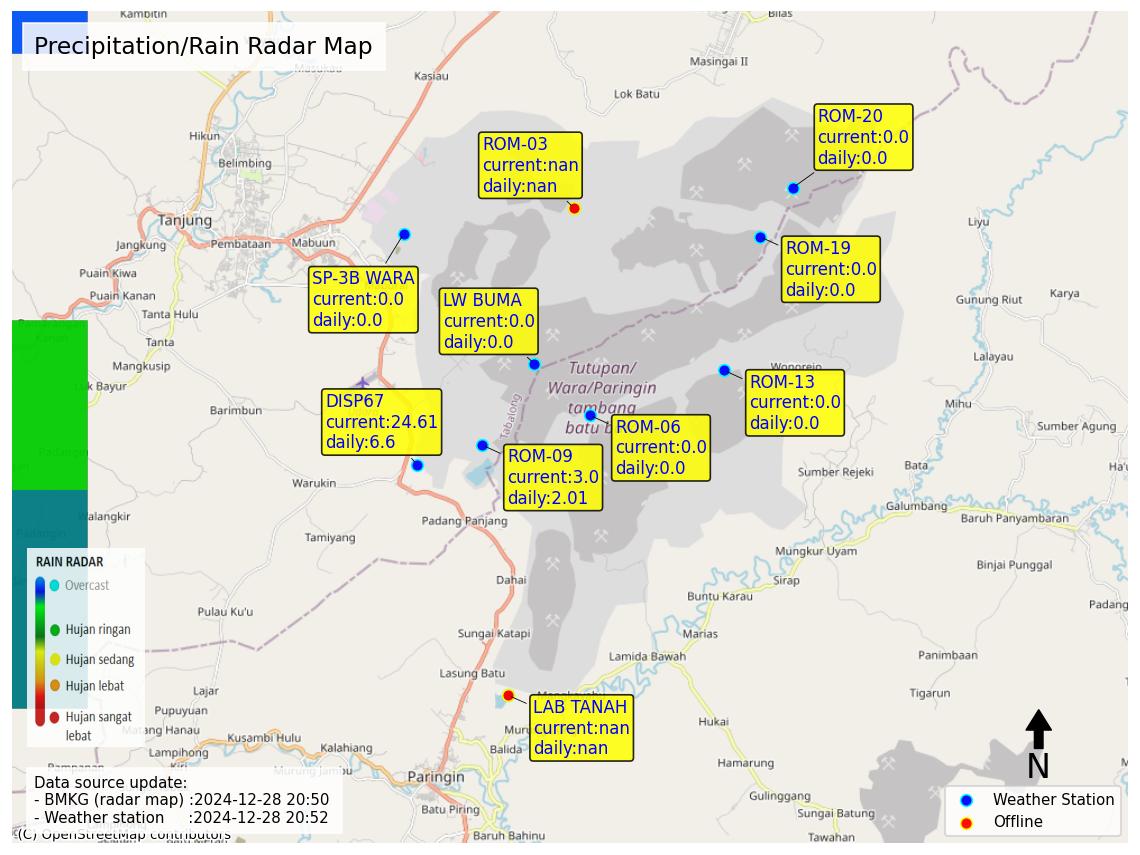 Kambitin
Bilas
Precipitation/Rain Radar Map
Masukau
Masingai II
Kasiau
Lok Batu
ROM-20
current:0.0
daily:0.0
Hikun
ROM-03
current:nan
daily:nan
Belimbing
Tanjung
Liyu
Jangkung
Pembataan
Mabuun
ROM-19
current:0.0
daily:0.0
Puain Kiwa
SP-3B WARA
current:0.0
daily:0.0
Puain Kanan
LW BUMA
current:0.0
daily:0.0
Gunung Riut
Karya
Tanta Hulu
Pamarangan
Kanan
Tanta
Lalayau
Mangkusip
Tutupan/
Wara/Paringin
tambang
batu b
Wonorejo
ROM-13
current:0.0
daily:0.0
Luk Bayur
Barimbun
DISP67
current:24.61
daily:6.6
Tabalong
Mihu
ROM-06
current:0.0
daily:0.0
Sumber Agung
Padangin
ROM-09
current:3.0
daily:2.01
Bata
Ha'u
Sumber Rejeki
Warukin
Galumbang
Walangkir
Padang Panjang
Baruh Panyambaran
Padangin
Tamiyang
Mungkur Uyam
RAIN RADAR
Overcast
Hujan ringan
Hujan sedang
Hujan lebat
Hujan sangat
lebat
Binjai Punggal
Dahai
Sirap
Buntu Karau
Padang
Pulau Ku'u
Sungai Katapi
Marias
Lamida Bawah
Panimbaan
Lasung Batu
Lajar
Tigarun
LAB TANAH
current:nan
daily:nan
Pupuyuan
Hukai
Matang Hanau
Kusambi Hulu
Kalahiang
Balida
Lampihong
Murung Jambu
Paringin
Hamarung
N
Data source update:
- BMKG (radar map) :2024-12-28 20:50
- Weather station :2024-12-28 20:52
(C) OpenStreetMap contributors
Batu Piring
Gulinggang
Weather Station
Offline
Sungai Batung
Baruh Bahinu
Tawahan